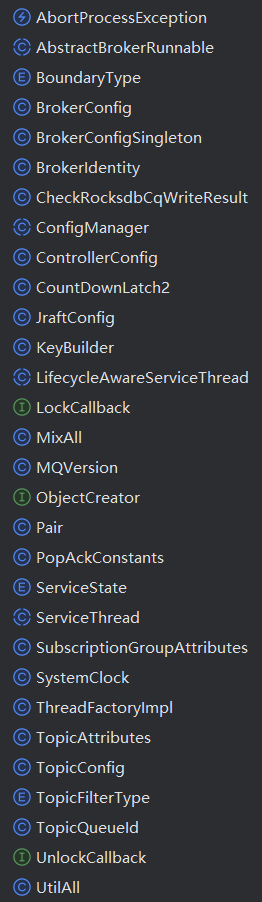 AbortProcessException
AbstractBrokerRunnable
BoundaryType
BrokerConfig
BrokerConfigSingleton
BrokerIdentity
CheckRocksdbCqWriteResult
ConfigManager
ControllerConfig
CountDownLatch2
JraftConfig
KeyBuilder
LifecycleAwareServiceThread
LockCallback
MixAll
MQVersion
ObjectCreator
Pair
PopAckConstants
ServiceState
ServiceThread
SubscriptionGroupAttributes
SystemClock
ThreadFactoryImpl
TopicAttributes
TopicConfig
TopicFilterType
TopicQueueId
UnlockCallback
UtilAll